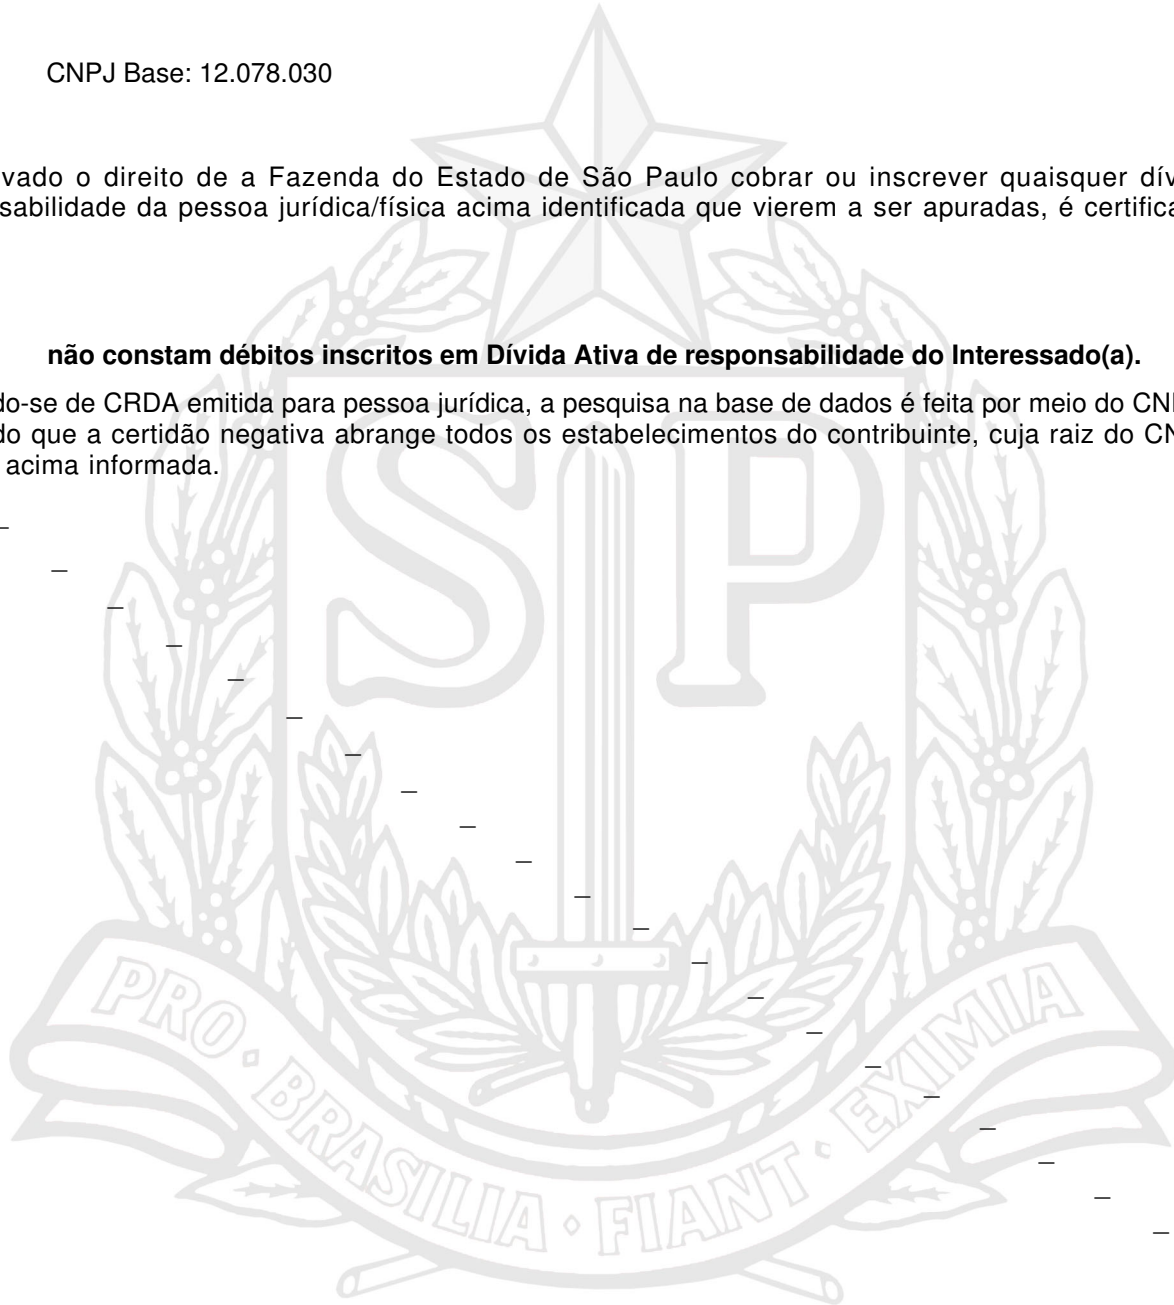 CNPJ Base: 12.078.030
vado o direito de a Fazenda do Estado de São Paulo cobrar ou inscrever quaisquer dív
sabilidade da pessoa jurídica/física acima identificada que vierem a ser apuradas, é certifica
não constam débitos inscritos em Dívida Ativa de responsabilidade do Interessado(a).
do-se de CRDA emitida para pessoa jurídica, a pesquisa na base de dados é feita por meio do CN
do que a certidão negativa abrange todos os estabelecimentos do contribuinte, cuja raiz do CN
acima informada.
SP
PRO · BRASILIA · FIANT · EXIMIA